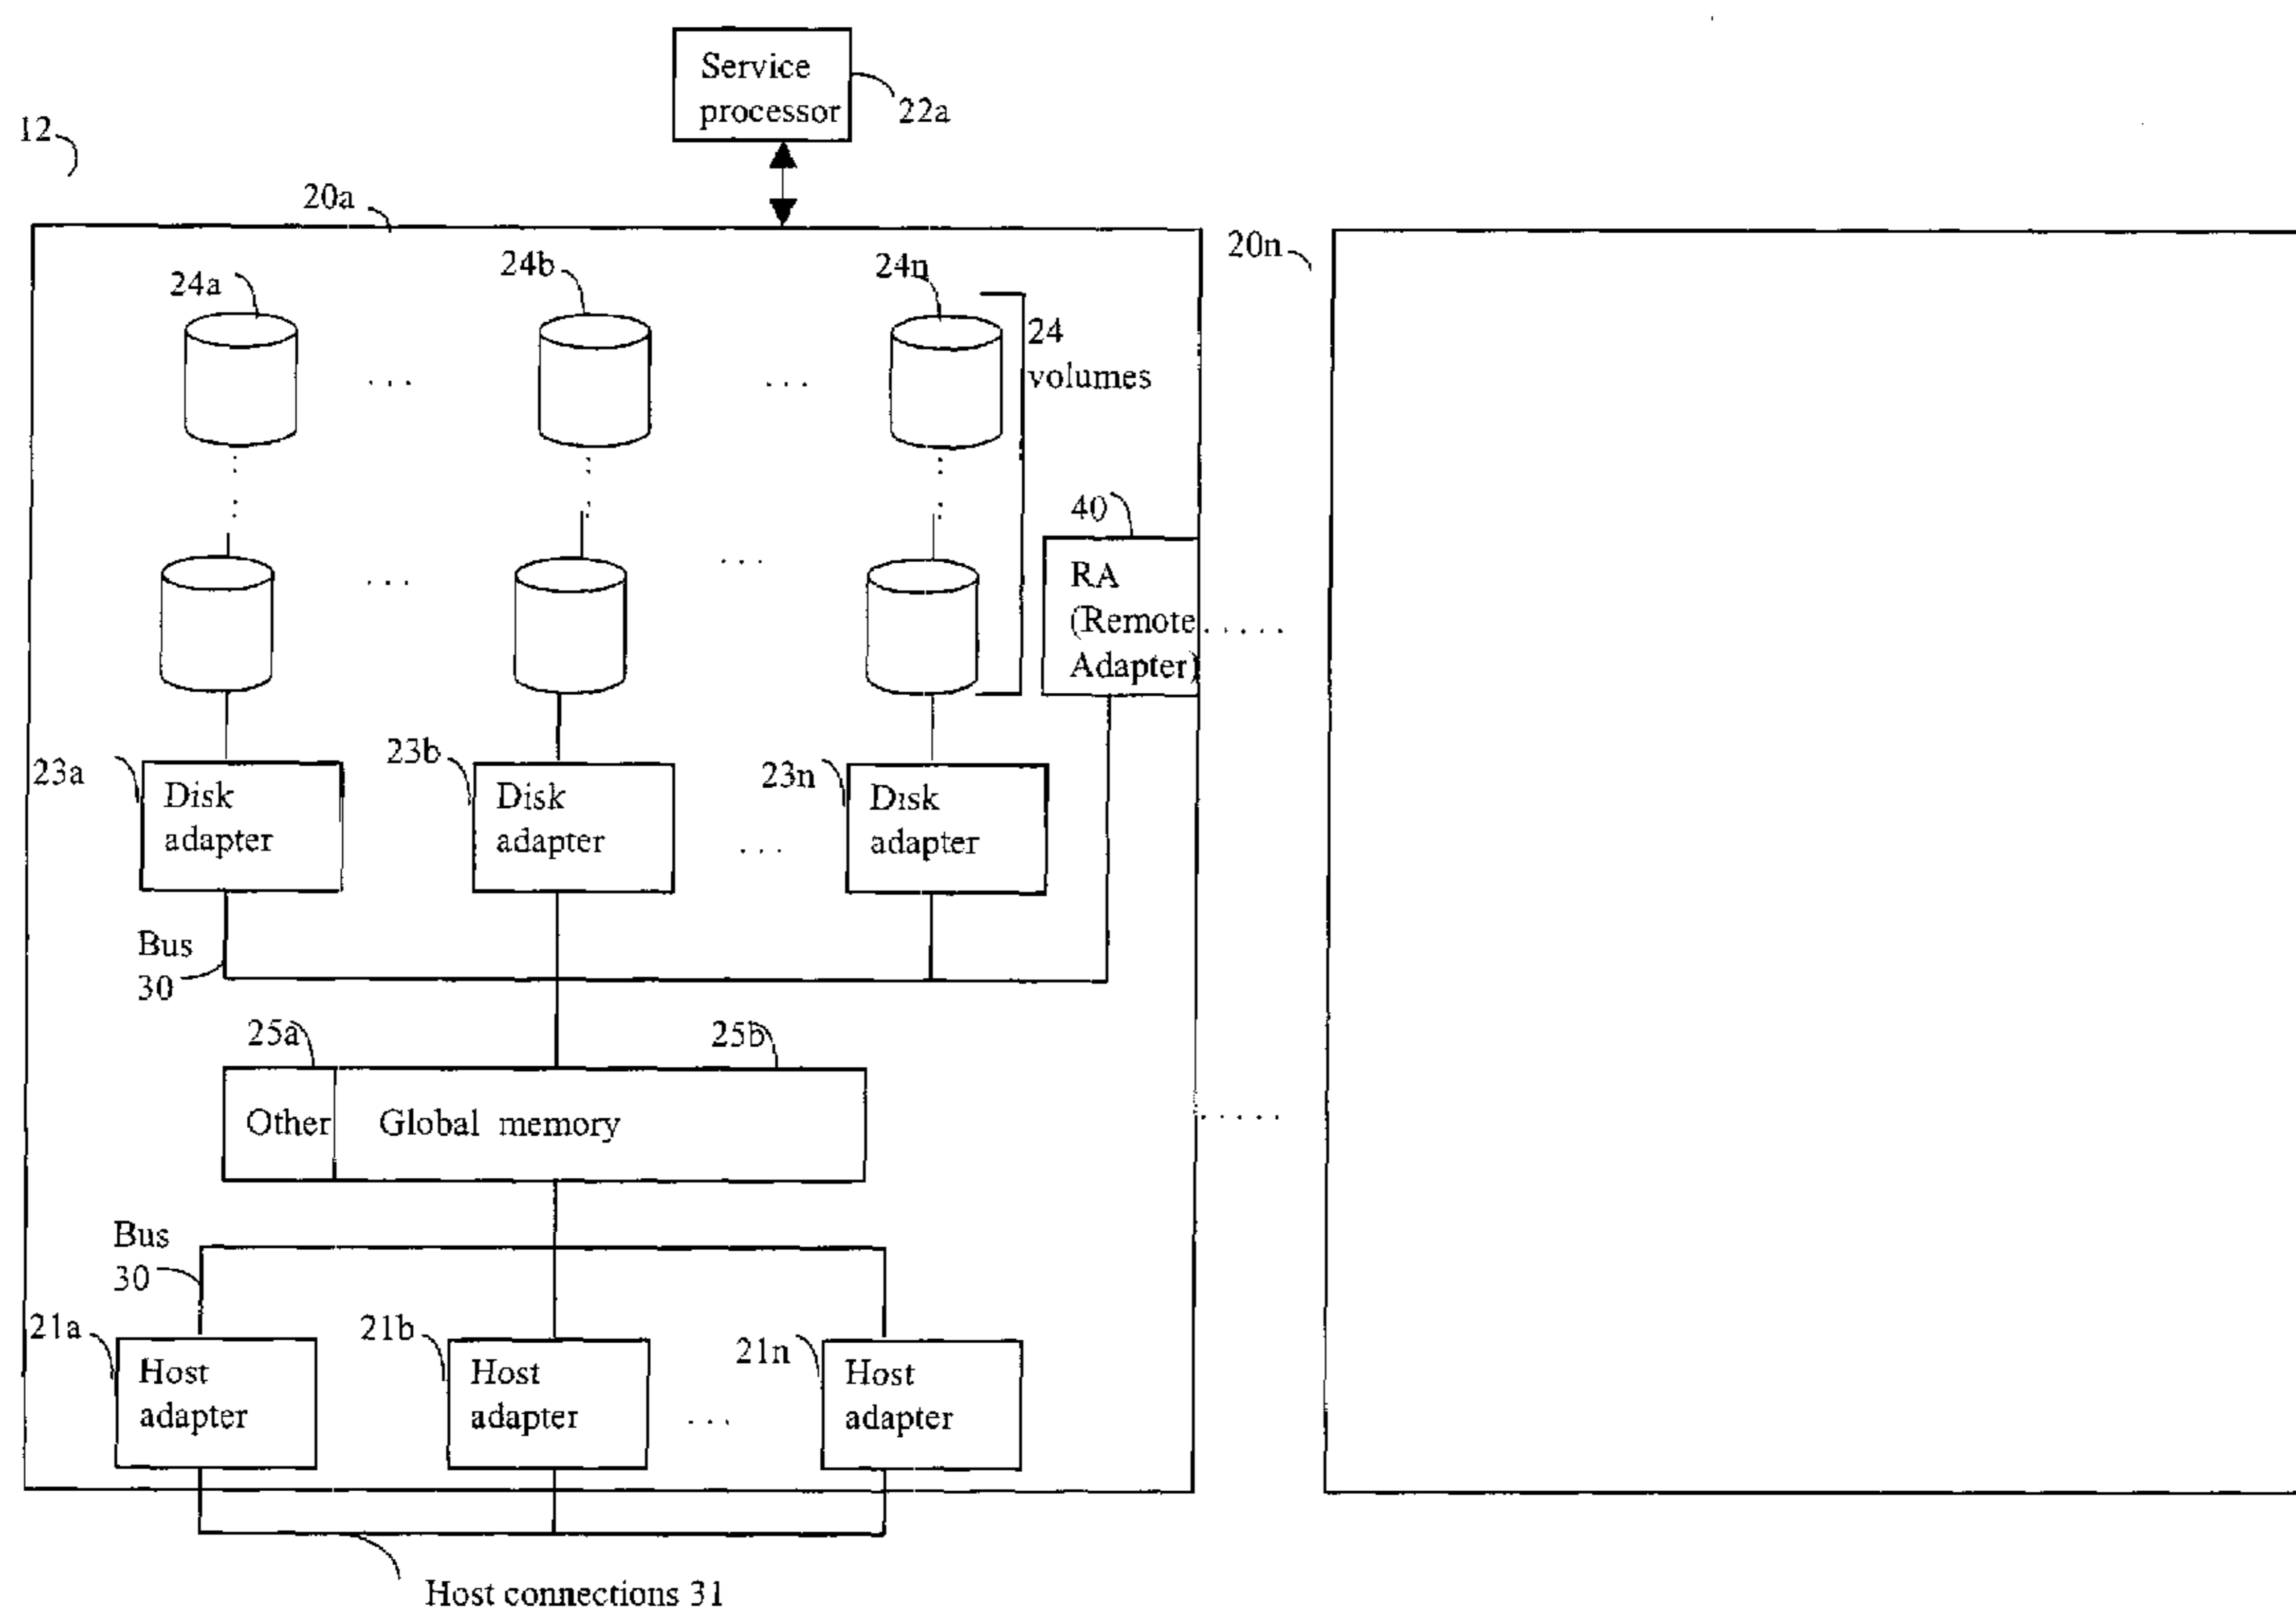 Service
processor
22a
12
20a
20n
24a
24b
24n
24
volumes
40
RA
(Remote
Adapter)
23a
23b
23n
Disk
adapter
Disk
adapter
Disk
adapter
Bus
30
25a
25b
Other
Global memory
Bus
30
21a
21b
21n
Host
adapter
Host
adapter
Host
adapter
Host connections 31